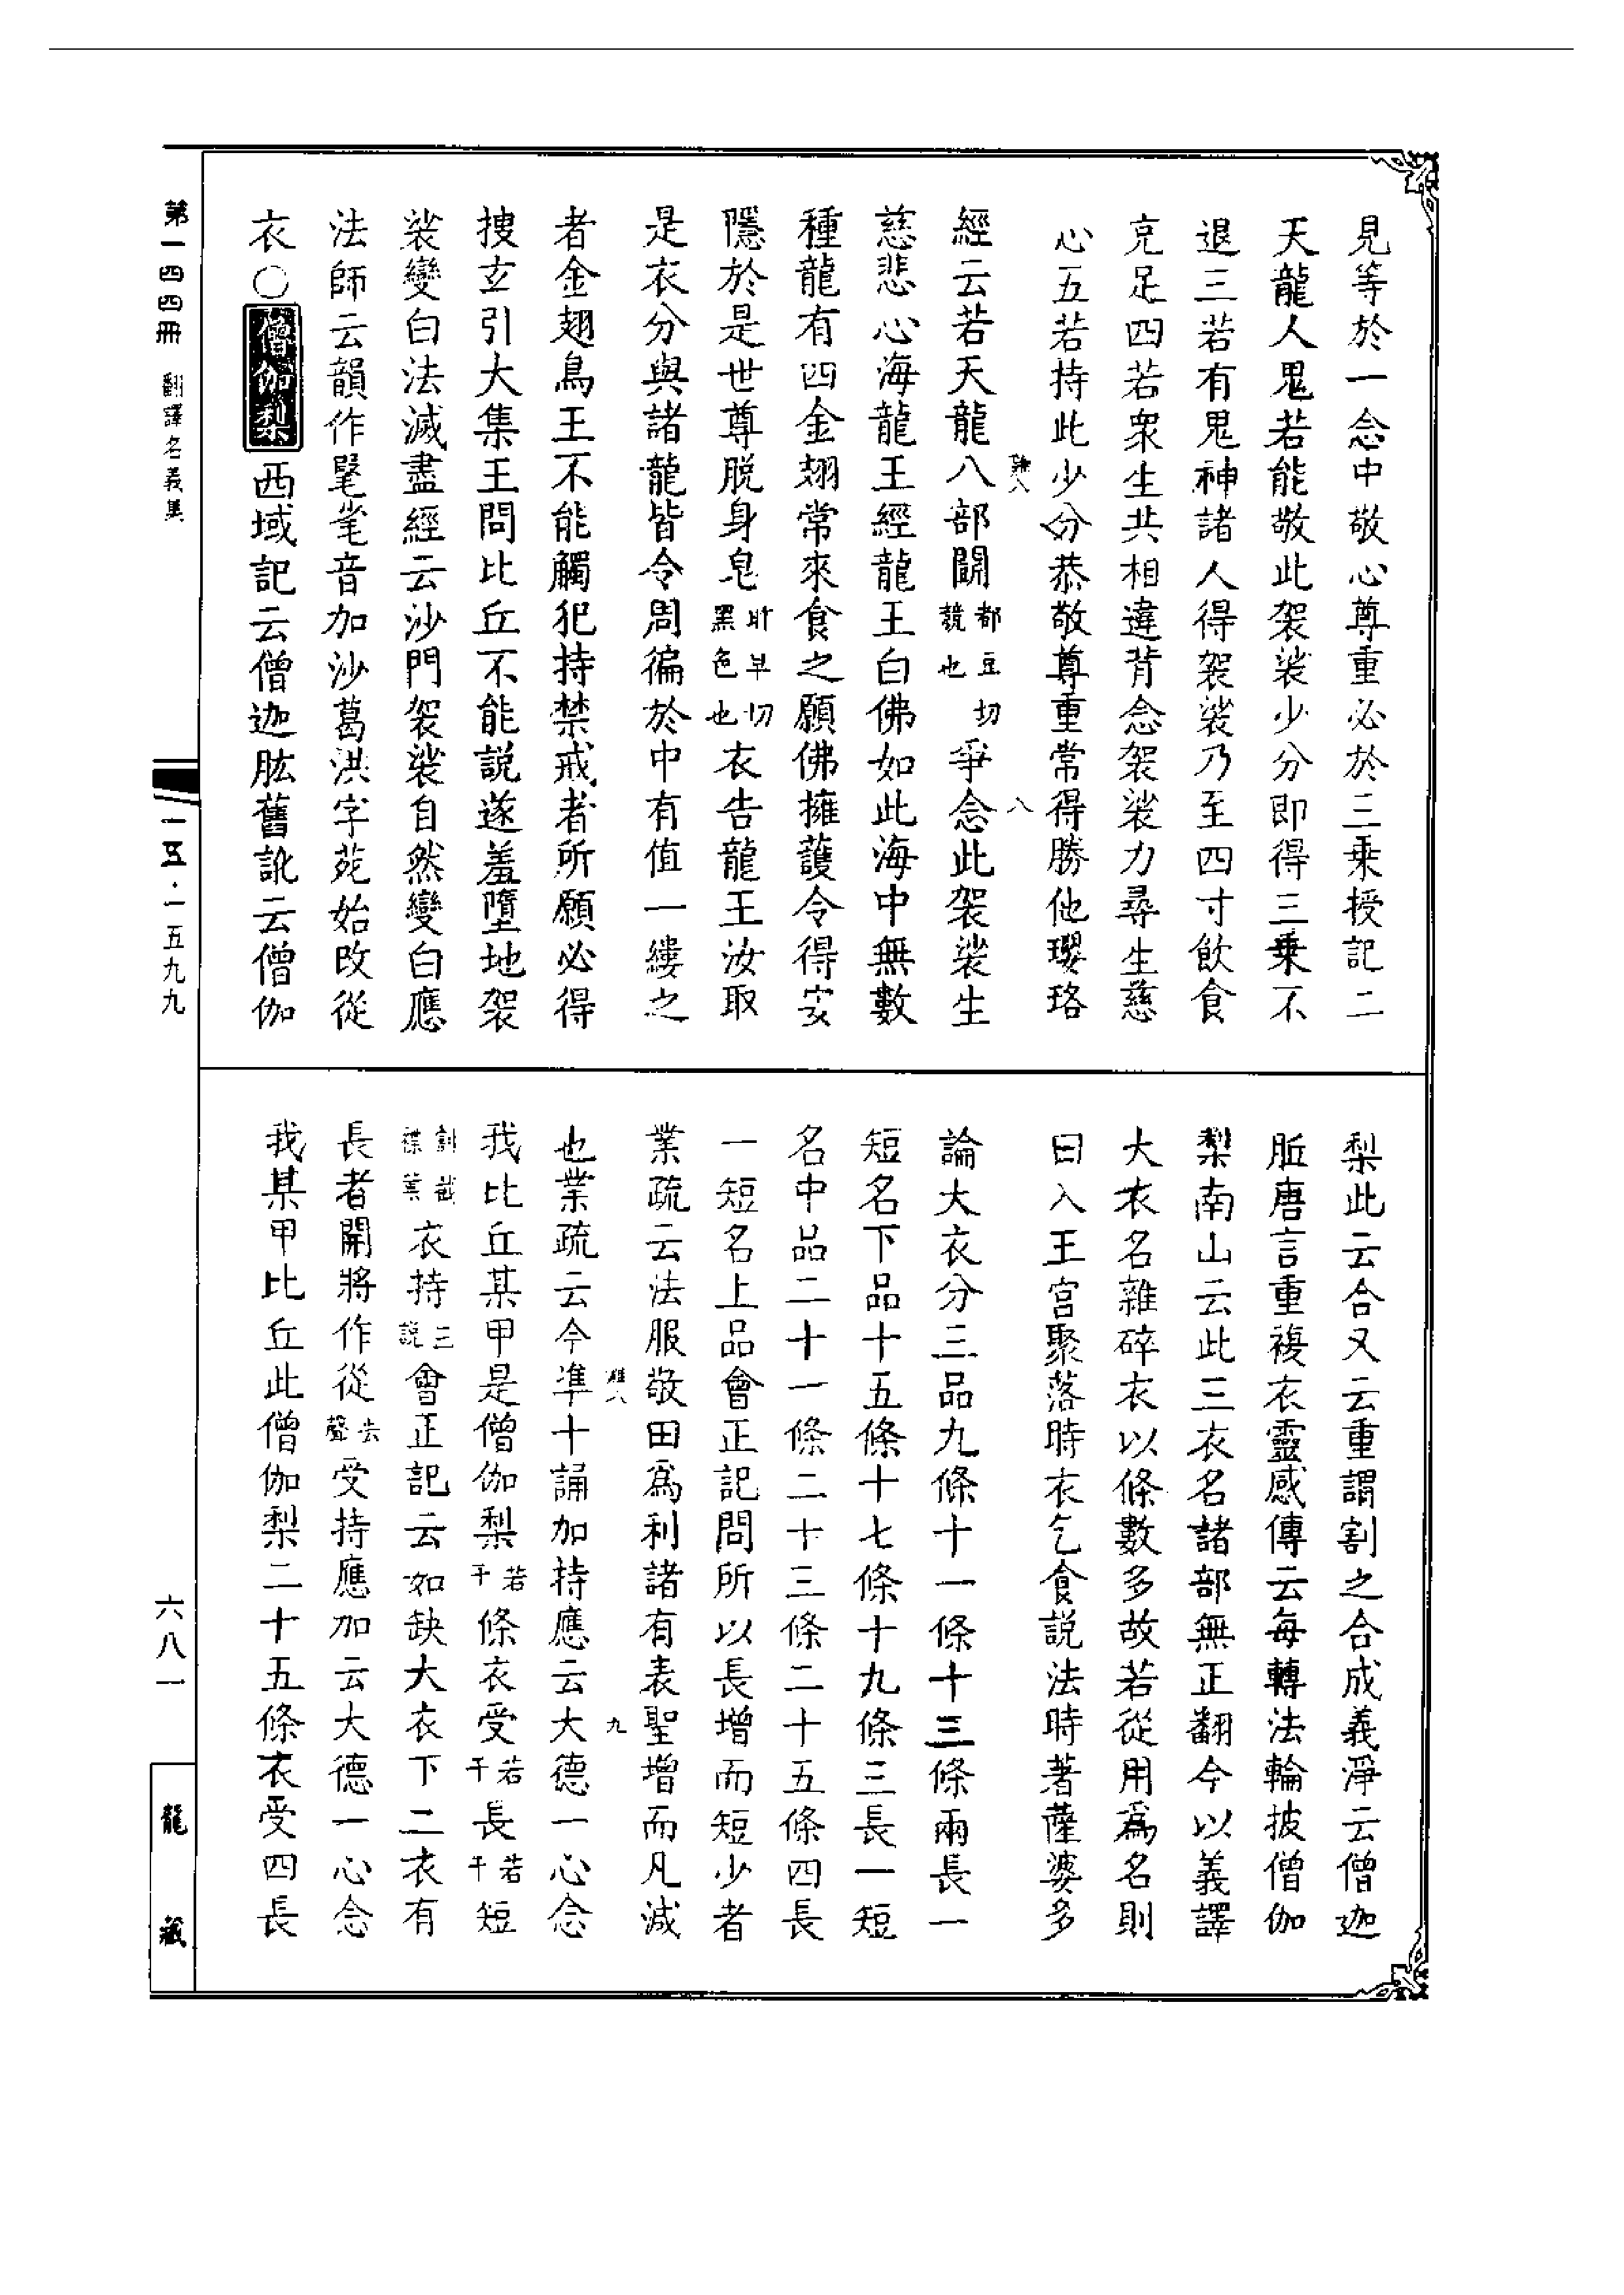 見等於一念中敬心尊重必於三乘授記二
天龍人鬼若能敬此袈裟少分即得三乘不
退三若有鬼神諸人得袈裟乃至四寸飲食
充足四若衆生共相違背念袈裟力尋生慈
心五若持此少分恭敬尊重常得勝他瓔珞
八
經云若天龍八部鬪都豆切競也爭念此袈裟生
慈悲心海龍王經龍王白佛如此海中無數
種龍有四金翅常來食之願佛擁護令得安
隱於是世尊脫身皂昨早切黑色也衣告龍王汝取
是衣分與諸龍皆令周徧於中有值一縷之
者金翅鳥王不能觸犯持禁戒者所願必得
捜玄引大集王問比丘不能説遂羞墮地袈
裟變白法滅盡經云沙門袈裟自然變白應
法師云韻作毠㲚音加沙葛洪字苑始改從
衣○僧伽梨西域記云僧迦胝舊訛云僧伽
梨此云合又云重謂割之合成義淨云僧迦
胝唐言重複衣靈感傳云每轉法輪披僧伽
梨南山云此三衣名諸部無正翻今以義譯
大衣名雜碎衣以條數多故若從用爲名則
曰入王宮聚落時衣乞食説法時著薩婆多
論大衣分三品九條十一條十三條兩長一
短名下品十五條十七條十九條三長一短
名中品二十一條二十三條二十五條四長
一短名上品會正記問所以長增而短少者
業疏云法服敬田爲利諸有表聖增而凡減
九
也業疏云今準十誦加持應云大德一心念
我比丘某甲是僧伽梨若干條衣受若干長若干短
割截褋葉衣持三説會正記云如缺大衣下二衣有
長者開將作從去聲受持應加云大德一心念
我某甲比丘此僧伽梨二十五條衣受四長
第一四四冊 翻譯名義集
一五·一五九九
六八一
龍藏